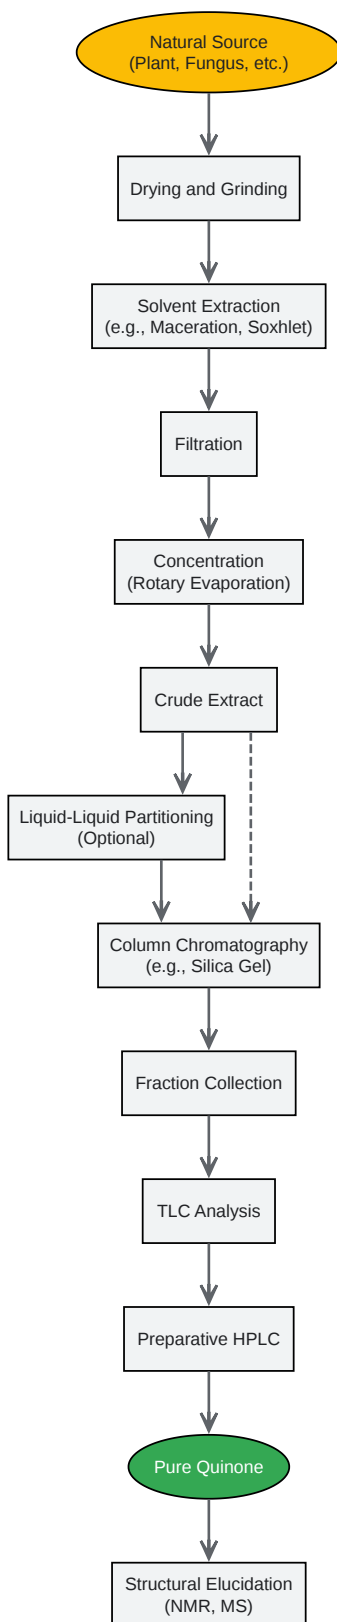 Natural Source
(Plant, Fungus, etc.)
Drying and Grinding
Solvent Extraction
(e.g., Maceration, Soxhlet)
Filtration
Concentration
(Rotary Evaporation)
Crude Extract
Liquid-Liquid Partitioning
(Optional)
Column Chromatography
(e.g., Silica Gel)
Fraction Collection
TLC Analysis
Preparative HPLC
Pure Quinone
Structural Elucidation
(NMR, MS)